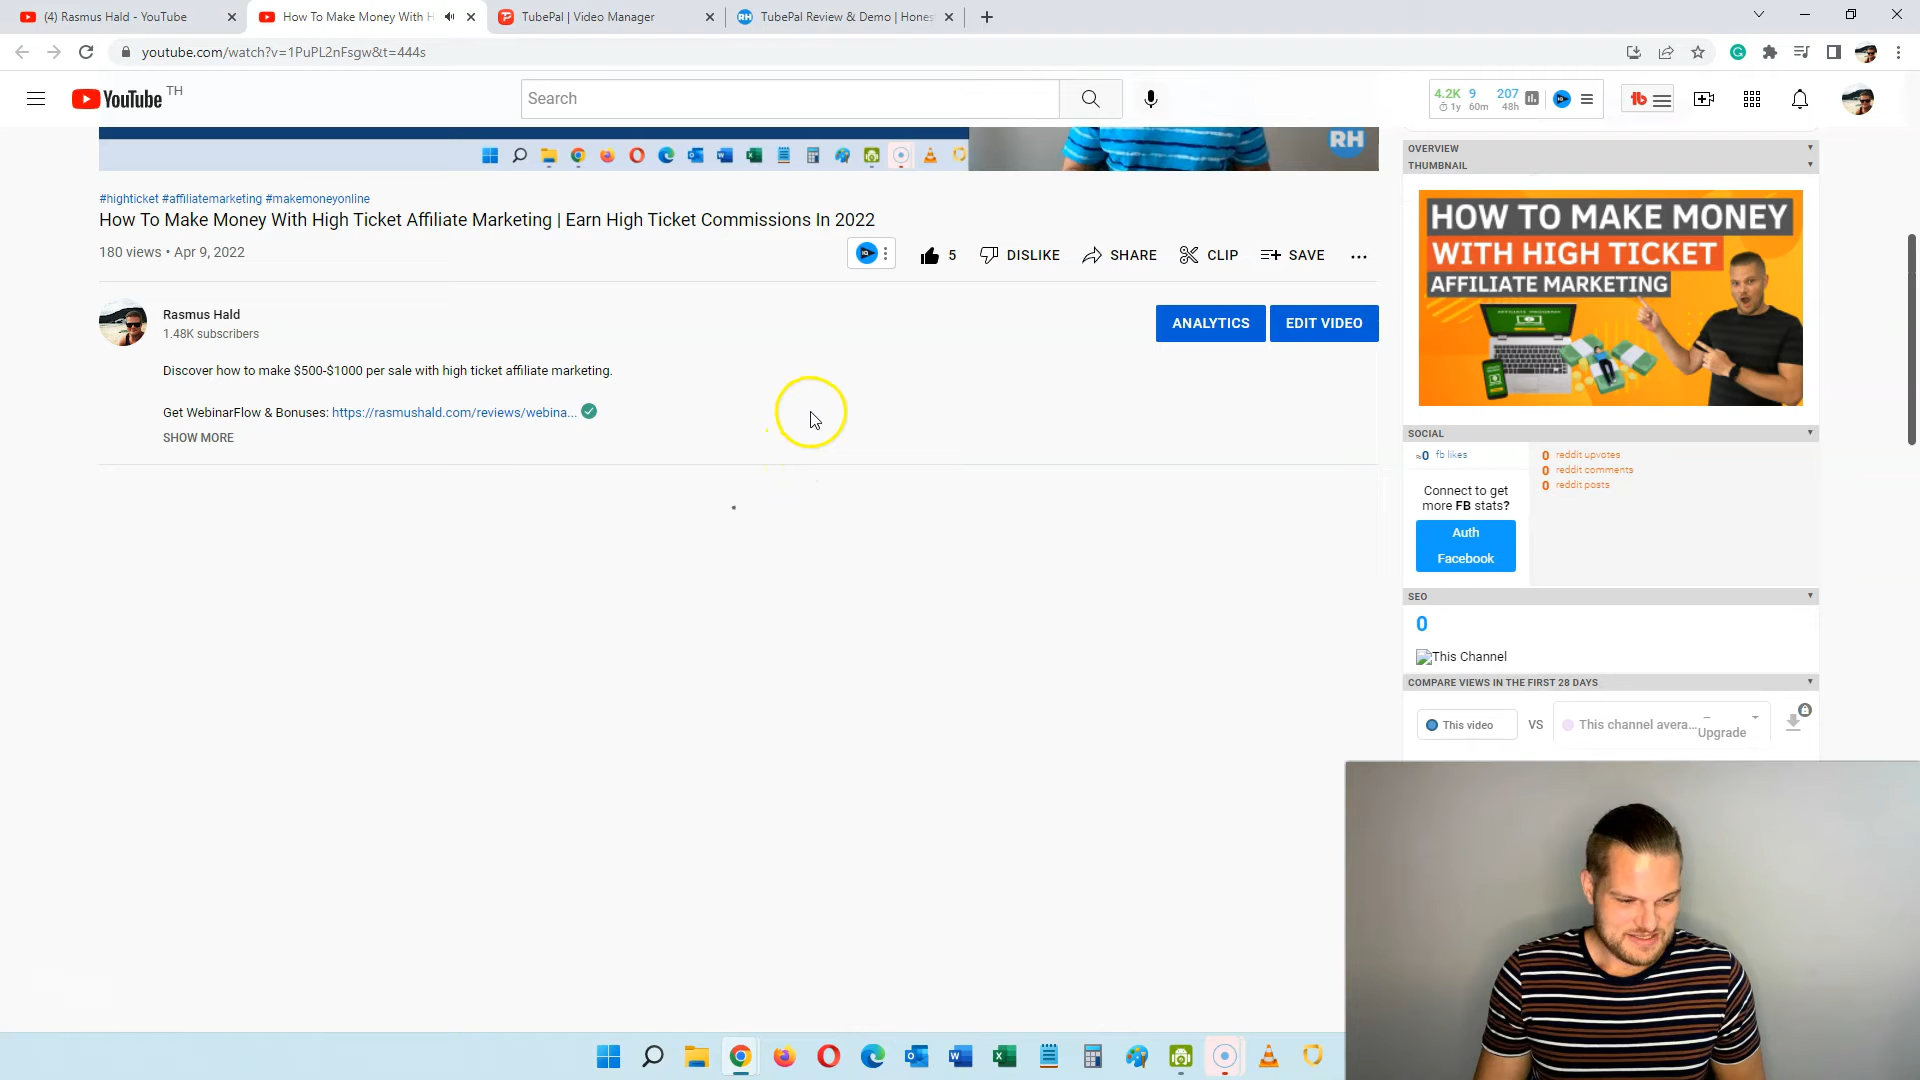 (4) Rasmus Hald - YouTube
How To Make Money With H
TubePal | Video Manager
TubePal Review & Demo | Hones
youtube.com/watch?v=1PuPL2nFsgw&t=444s
YouTube TH
Search
4.2K 9 207
1y 60m 48h
RH
#highticket #affiliatemarketing #makemoneyonline
How To Make Money With High Ticket Affiliate Marketing | Earn High Ticket Commissions In 2022
180 views • Apr 9, 2022
5 DISLIKE SHARE CLIP SAVE
Rasmus Hald
1.48K subscribers
ANALYTICS
EDIT VIDEO
Discover how to make $500-$1000 per sale with high ticket affiliate marketing.
Get WebinarFlow & Bonuses: https://rasmushald.com/reviews/webina...
SHOW MORE
OVERVIEW
THUMBNAIL
HOW TO MAKE MONEY
WITH HIGH TICKET
AFFILIATE MARKETING
SOCIAL
≈0 fb likes
0 reddit upvotes
0 reddit comments
0 reddit posts
Connect to get
more FB stats?
Auth
Facebook
SEO
0
This Channel
COMPARE VIEWS IN THE FIRST 28 DAYS
This video VS This channel avera... –
Upgrade